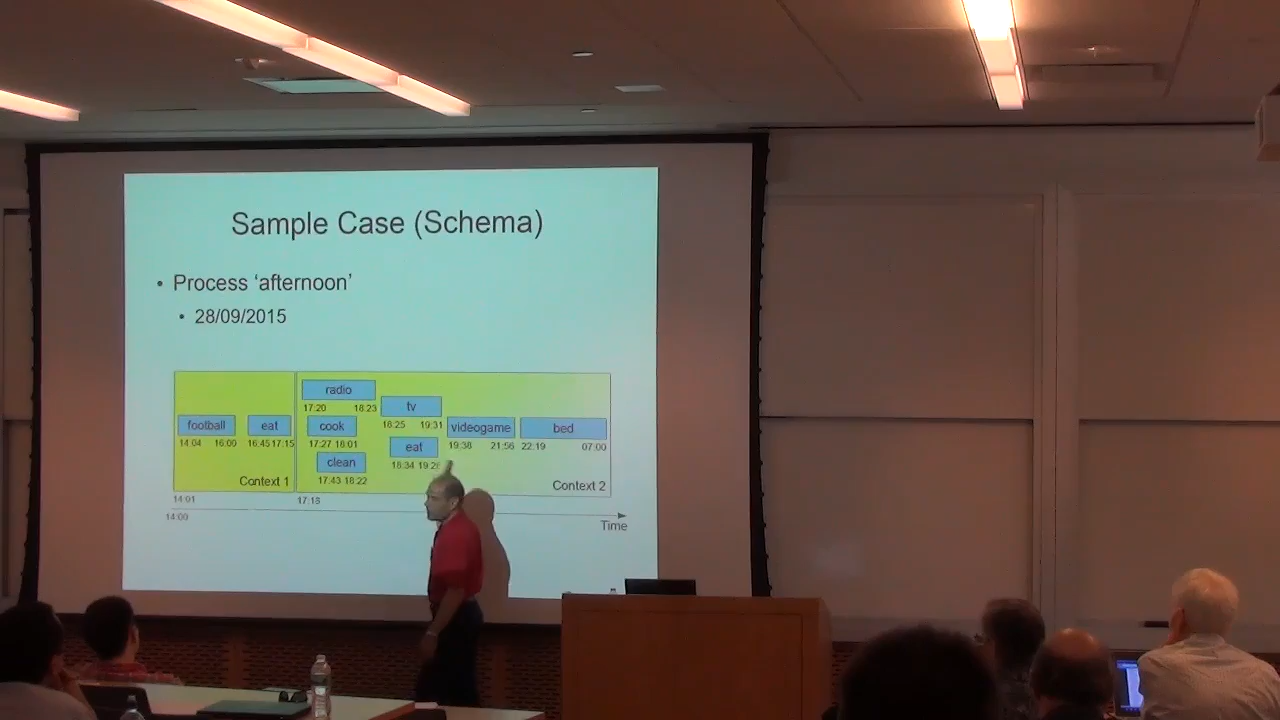 Sample Case (Schema)
• Process ‘afternoon’
• 28/09/2015
radio
17:20 18:23
tv
18:25 19:31
football
14:04 16:00
eat
16:45 17:15
cook
17:27 18:01
videogame
19:38 21:56
bed
22:19 07:00
eat
18:34
clean
17:43 18:22
Context 1
Context 2
14:01
17:18
14:00
Time